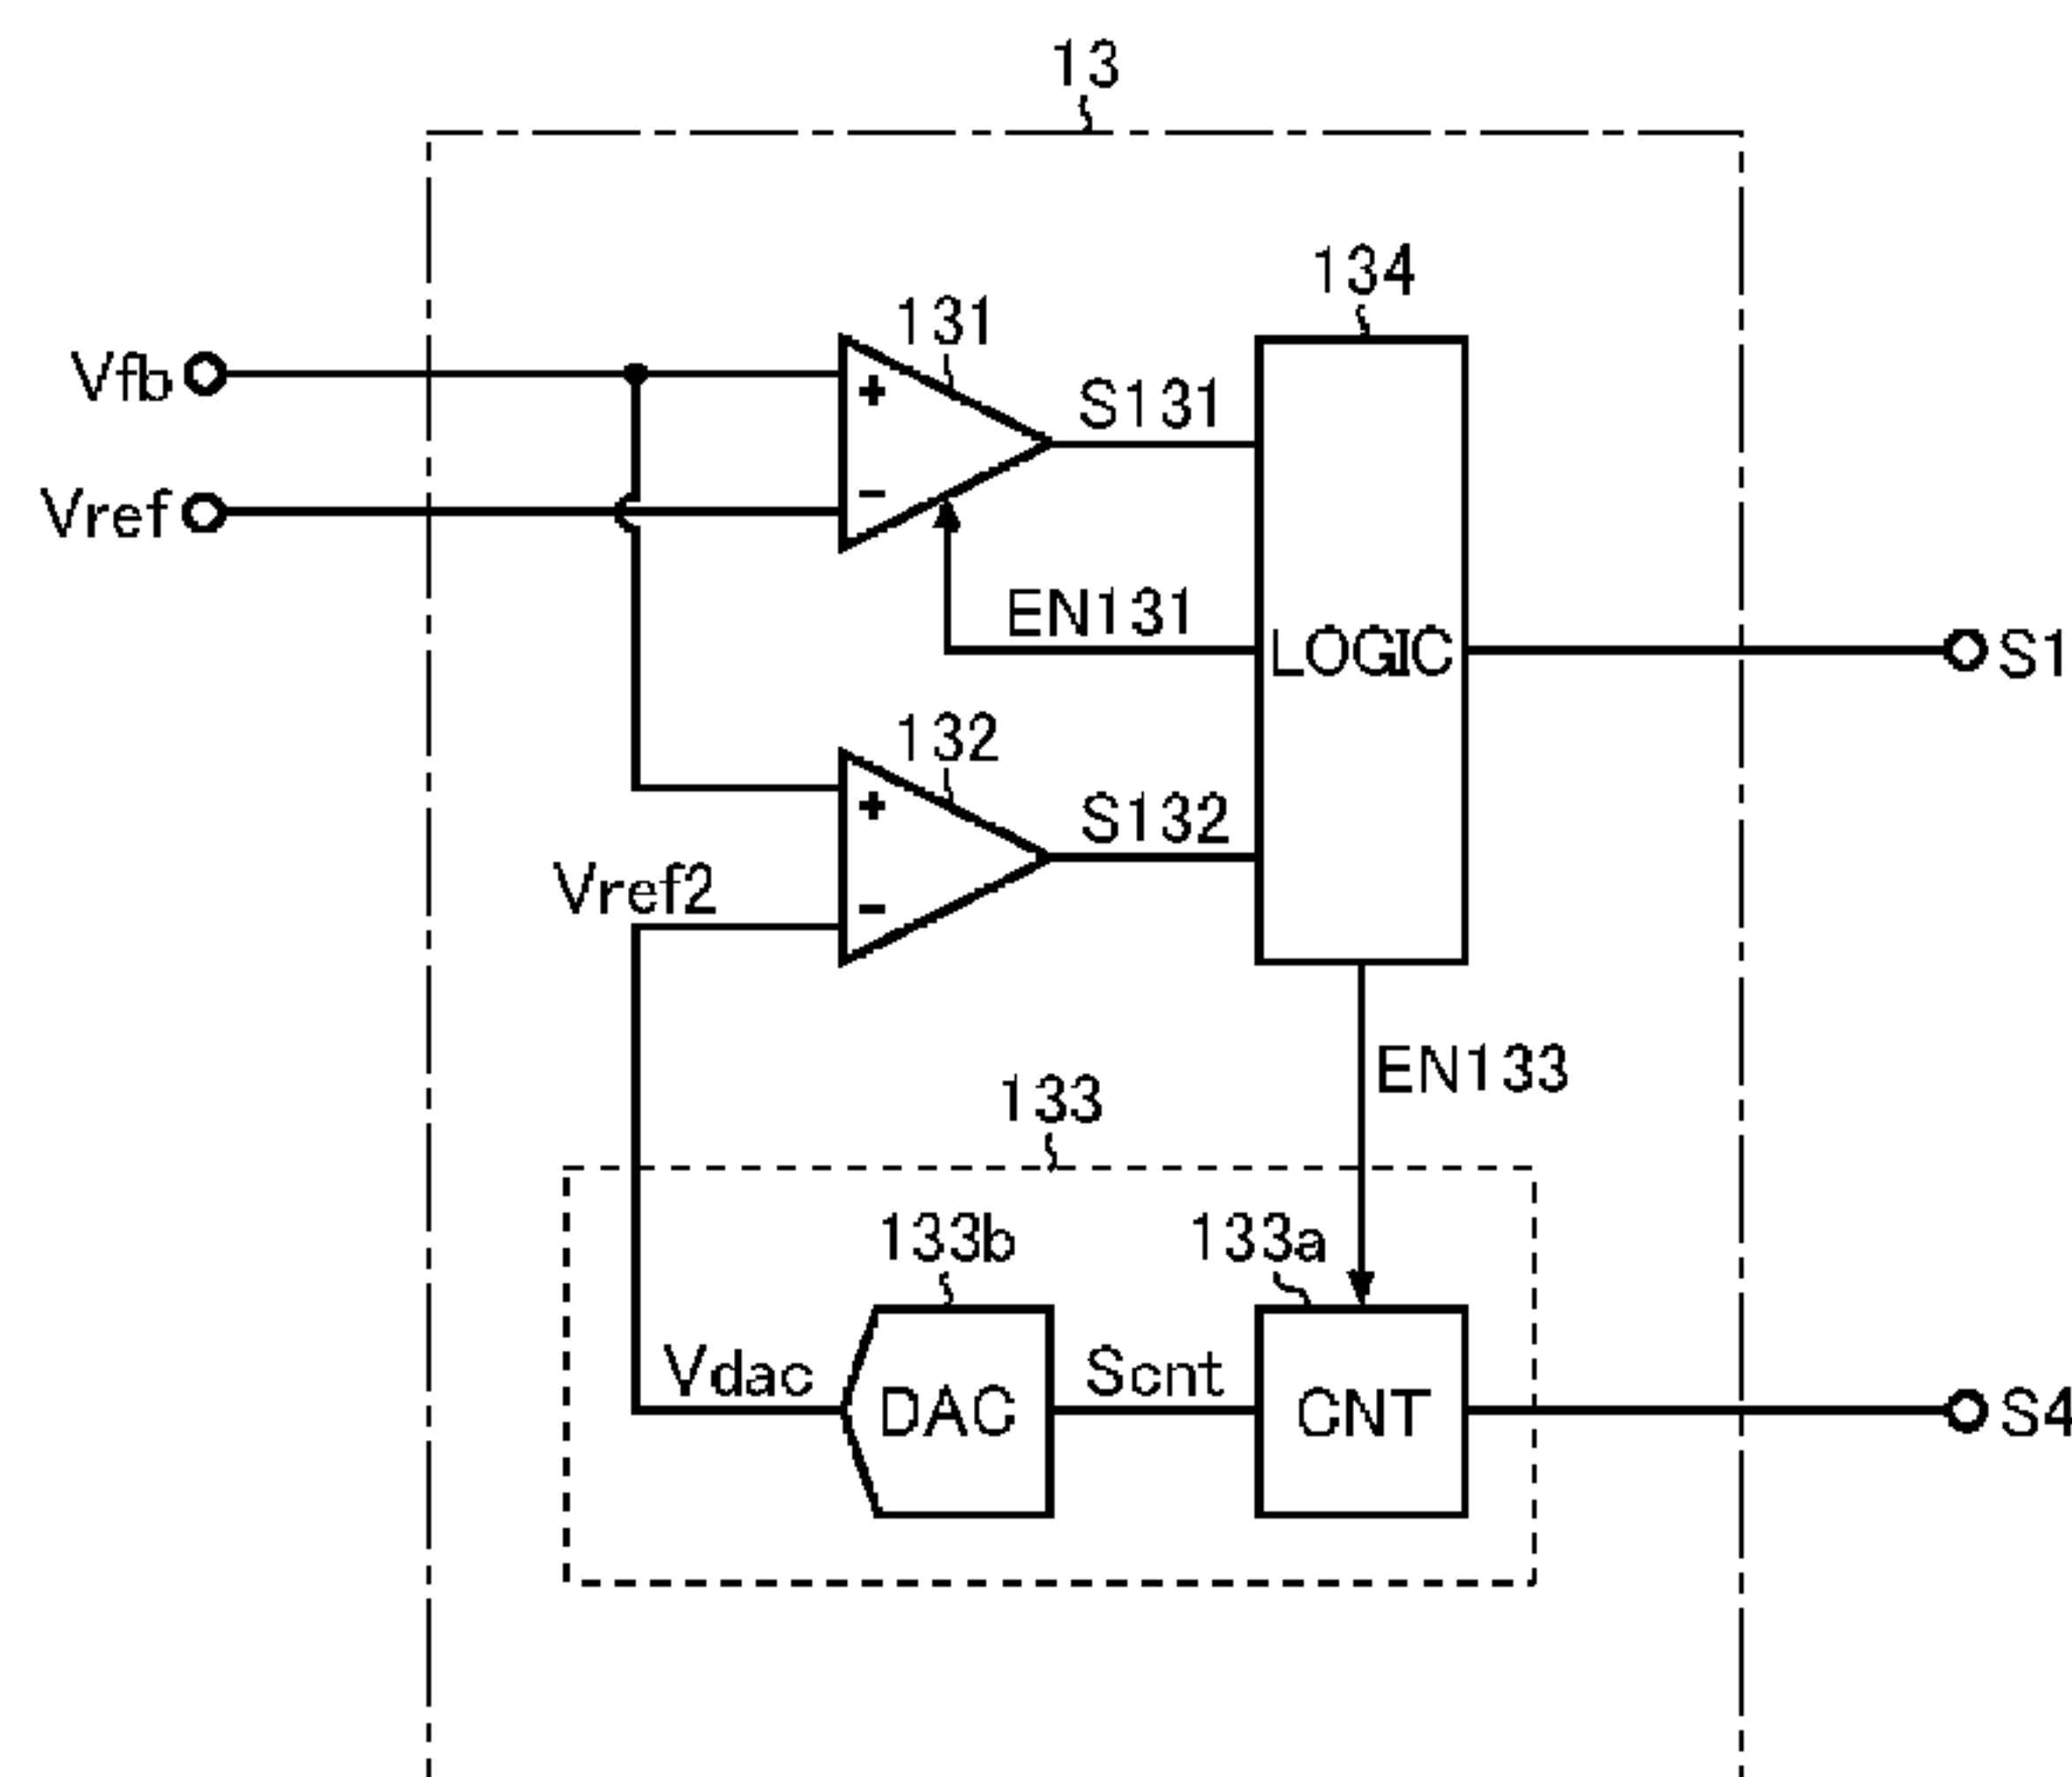 13
134
131
Vfb
+
S131
Vref
-
EN131
LOGIC
S1
132
+
S132
Vref2
-
EN133
133
133b
133a
Vdac
DAC
Scnt
CNT
S4